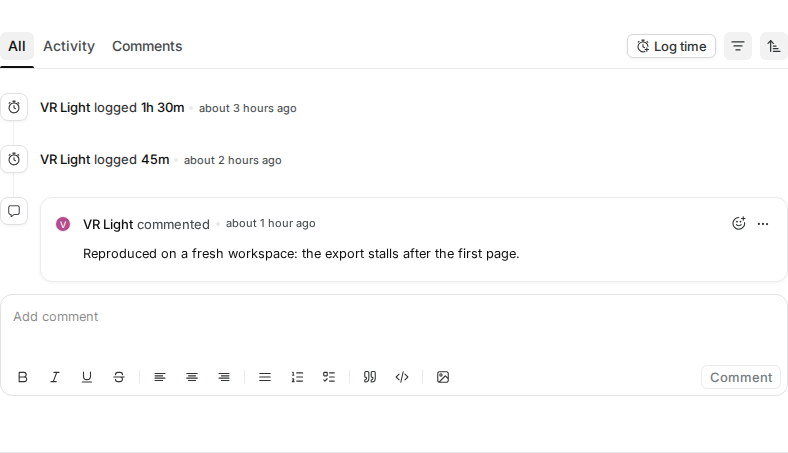 All Activity Comments Log time
VR Light logged 1h 30m about 3 hours ago
VR Light logged 45m about 2 hours ago
V VR Light commented about 1 hour ago
Reproduced on a fresh workspace: the export stalls after the first page.
Add comment
Comment